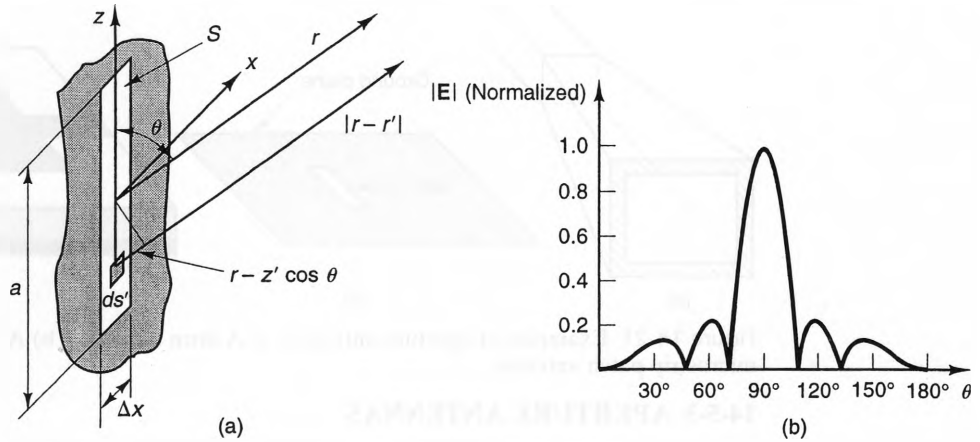 z
S
r
x
|r – r′|
θ
r – z′ cos θ
a
ds′
Δx
(a)
|E| (Normalized)
1.0
0.8
0.6
0.4
0.2
30° 60° 90° 120° 150° 180° θ
(b)